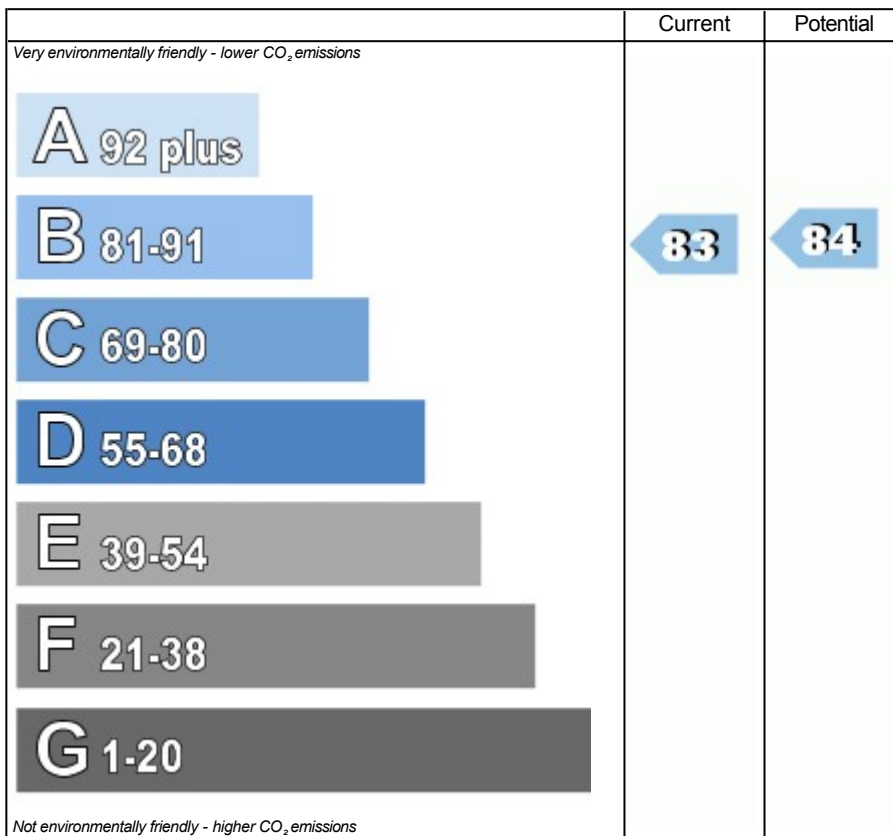 Current Potential
Very environmentally friendly - lower CO₂ emissions
A 92 plus
B 81-91 83 84
C 69-80
D 55-68
E 39-54
F 21-38
G 1-20
Not environmentally friendly - higher CO₂ emissions